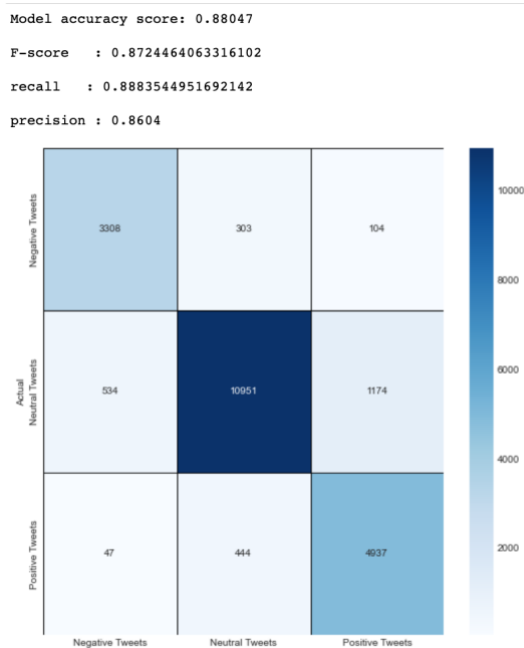 Model accuracy score: 0.88047
F-score   : 0.8724464063316102
recall   : 0.8883544951692142
precision : 0.8604
Negative Tweets
3308 303 104
10000
8000
Actual
Neutral Tweets
534 10951 1174
6000
4000
Positive Tweets
47 444 4937
2000
Negative Tweets Neutral Tweets Positive Tweets